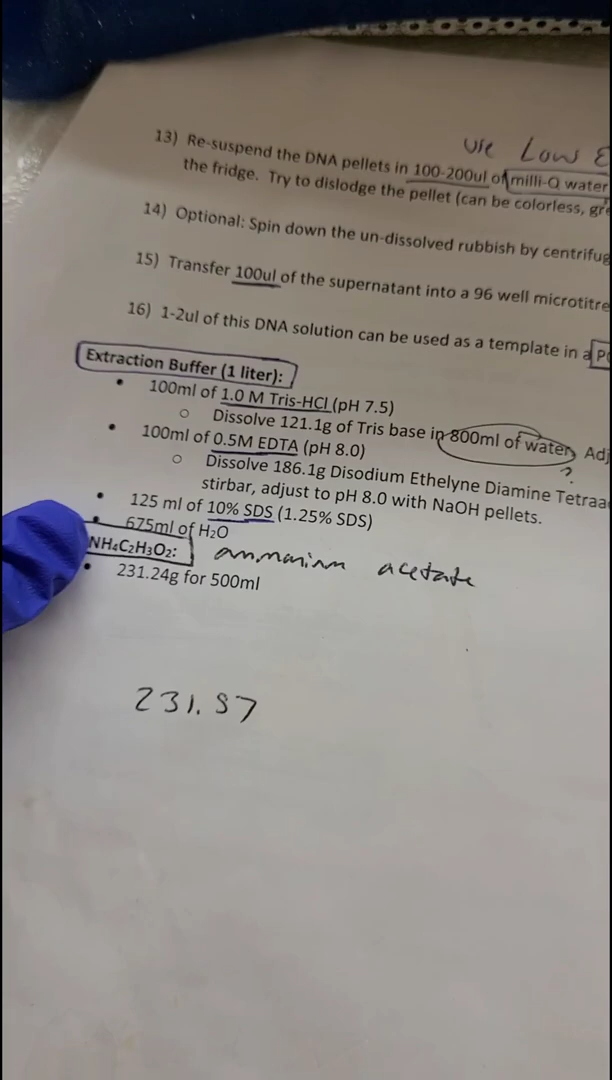 use Low E
13) Re-suspend the DNA pellets in 100-200ul of milli-Q water
the fridge. Try to dislodge the pellet (can be colorless, gr
14) Optional: Spin down the un-dissolved rubbish by centrifug
15) Transfer 100ul of the supernatant into a 96 well microtitre
16) 1-2ul of this DNA solution can be used as a template in a
Extraction Buffer (1 liter):
• 100ml of 1.0 M Tris-HCl (pH 7.5)
○ Dissolve 121.1g of Tris base in 800ml of water, Adj
?
• 100ml of 0.5M EDTA (pH 8.0)
○ Dissolve 186.1g Disodium Ethelyne Diamine Tetraa
stirbar, adjust to pH 8.0 with NaOH pellets.
• 125 ml of 10% SDS (1.25% SDS)
• 675ml of H₂O
NH₄C₂H₃O₂: ammonium acetate
• 231.24g for 500ml
231.57